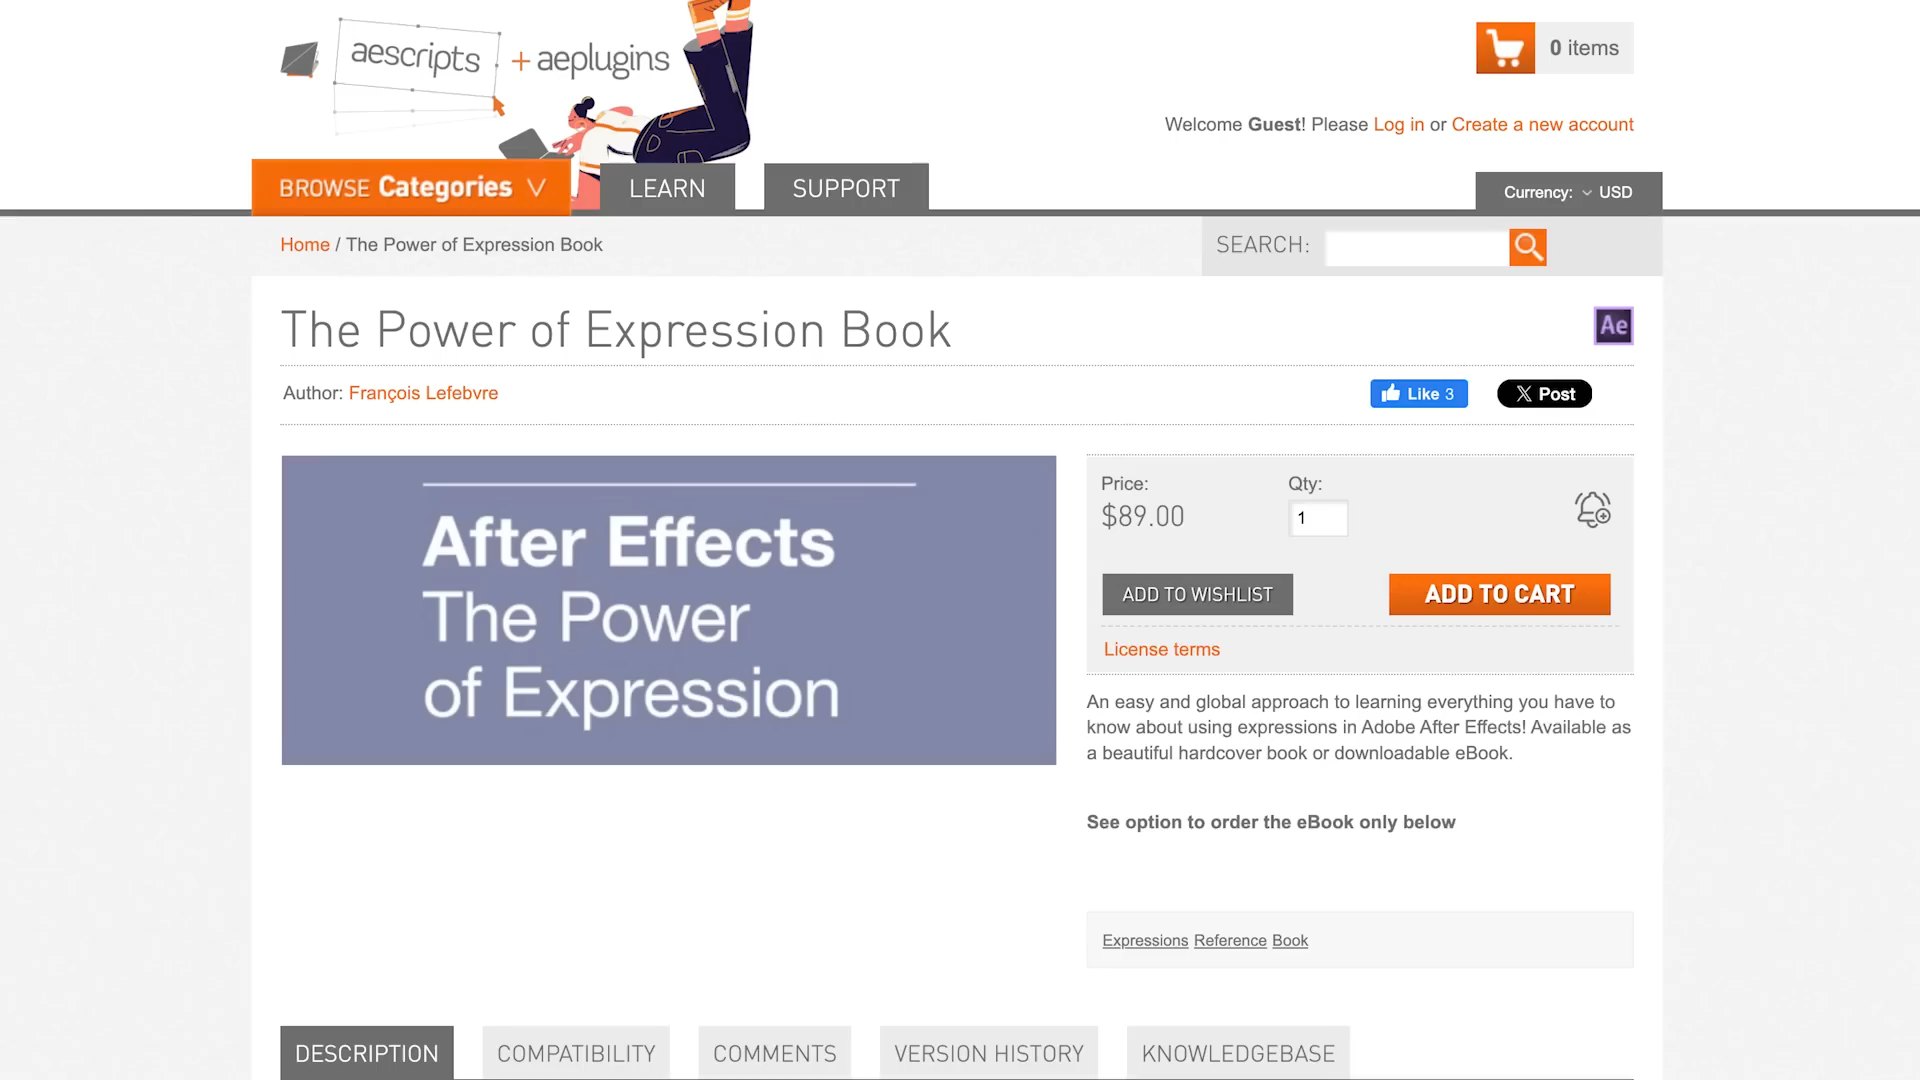 aescripts + aeplugins
0 items
Welcome Guest! Please Log in or Create a new account
BROWSE Categories
LEARN
SUPPORT
Currency: USD
Home / The Power of Expression Book
SEARCH:
The Power of Expression Book
Ae
Author: François Lefebvre
Like 3
X Post
After Effects
The Power
of Expression
Price:
$89.00
Qty:
1
ADD TO WISHLIST
ADD TO CART
License terms
An easy and global approach to learning everything you have to
know about using expressions in Adobe After Effects! Available as
a beautiful hardcover book or downloadable eBook.
See option to order the eBook only below
Expressions Reference Book
DESCRIPTION
COMPATIBILITY
COMMENTS
VERSION HISTORY
KNOWLEDGEBASE